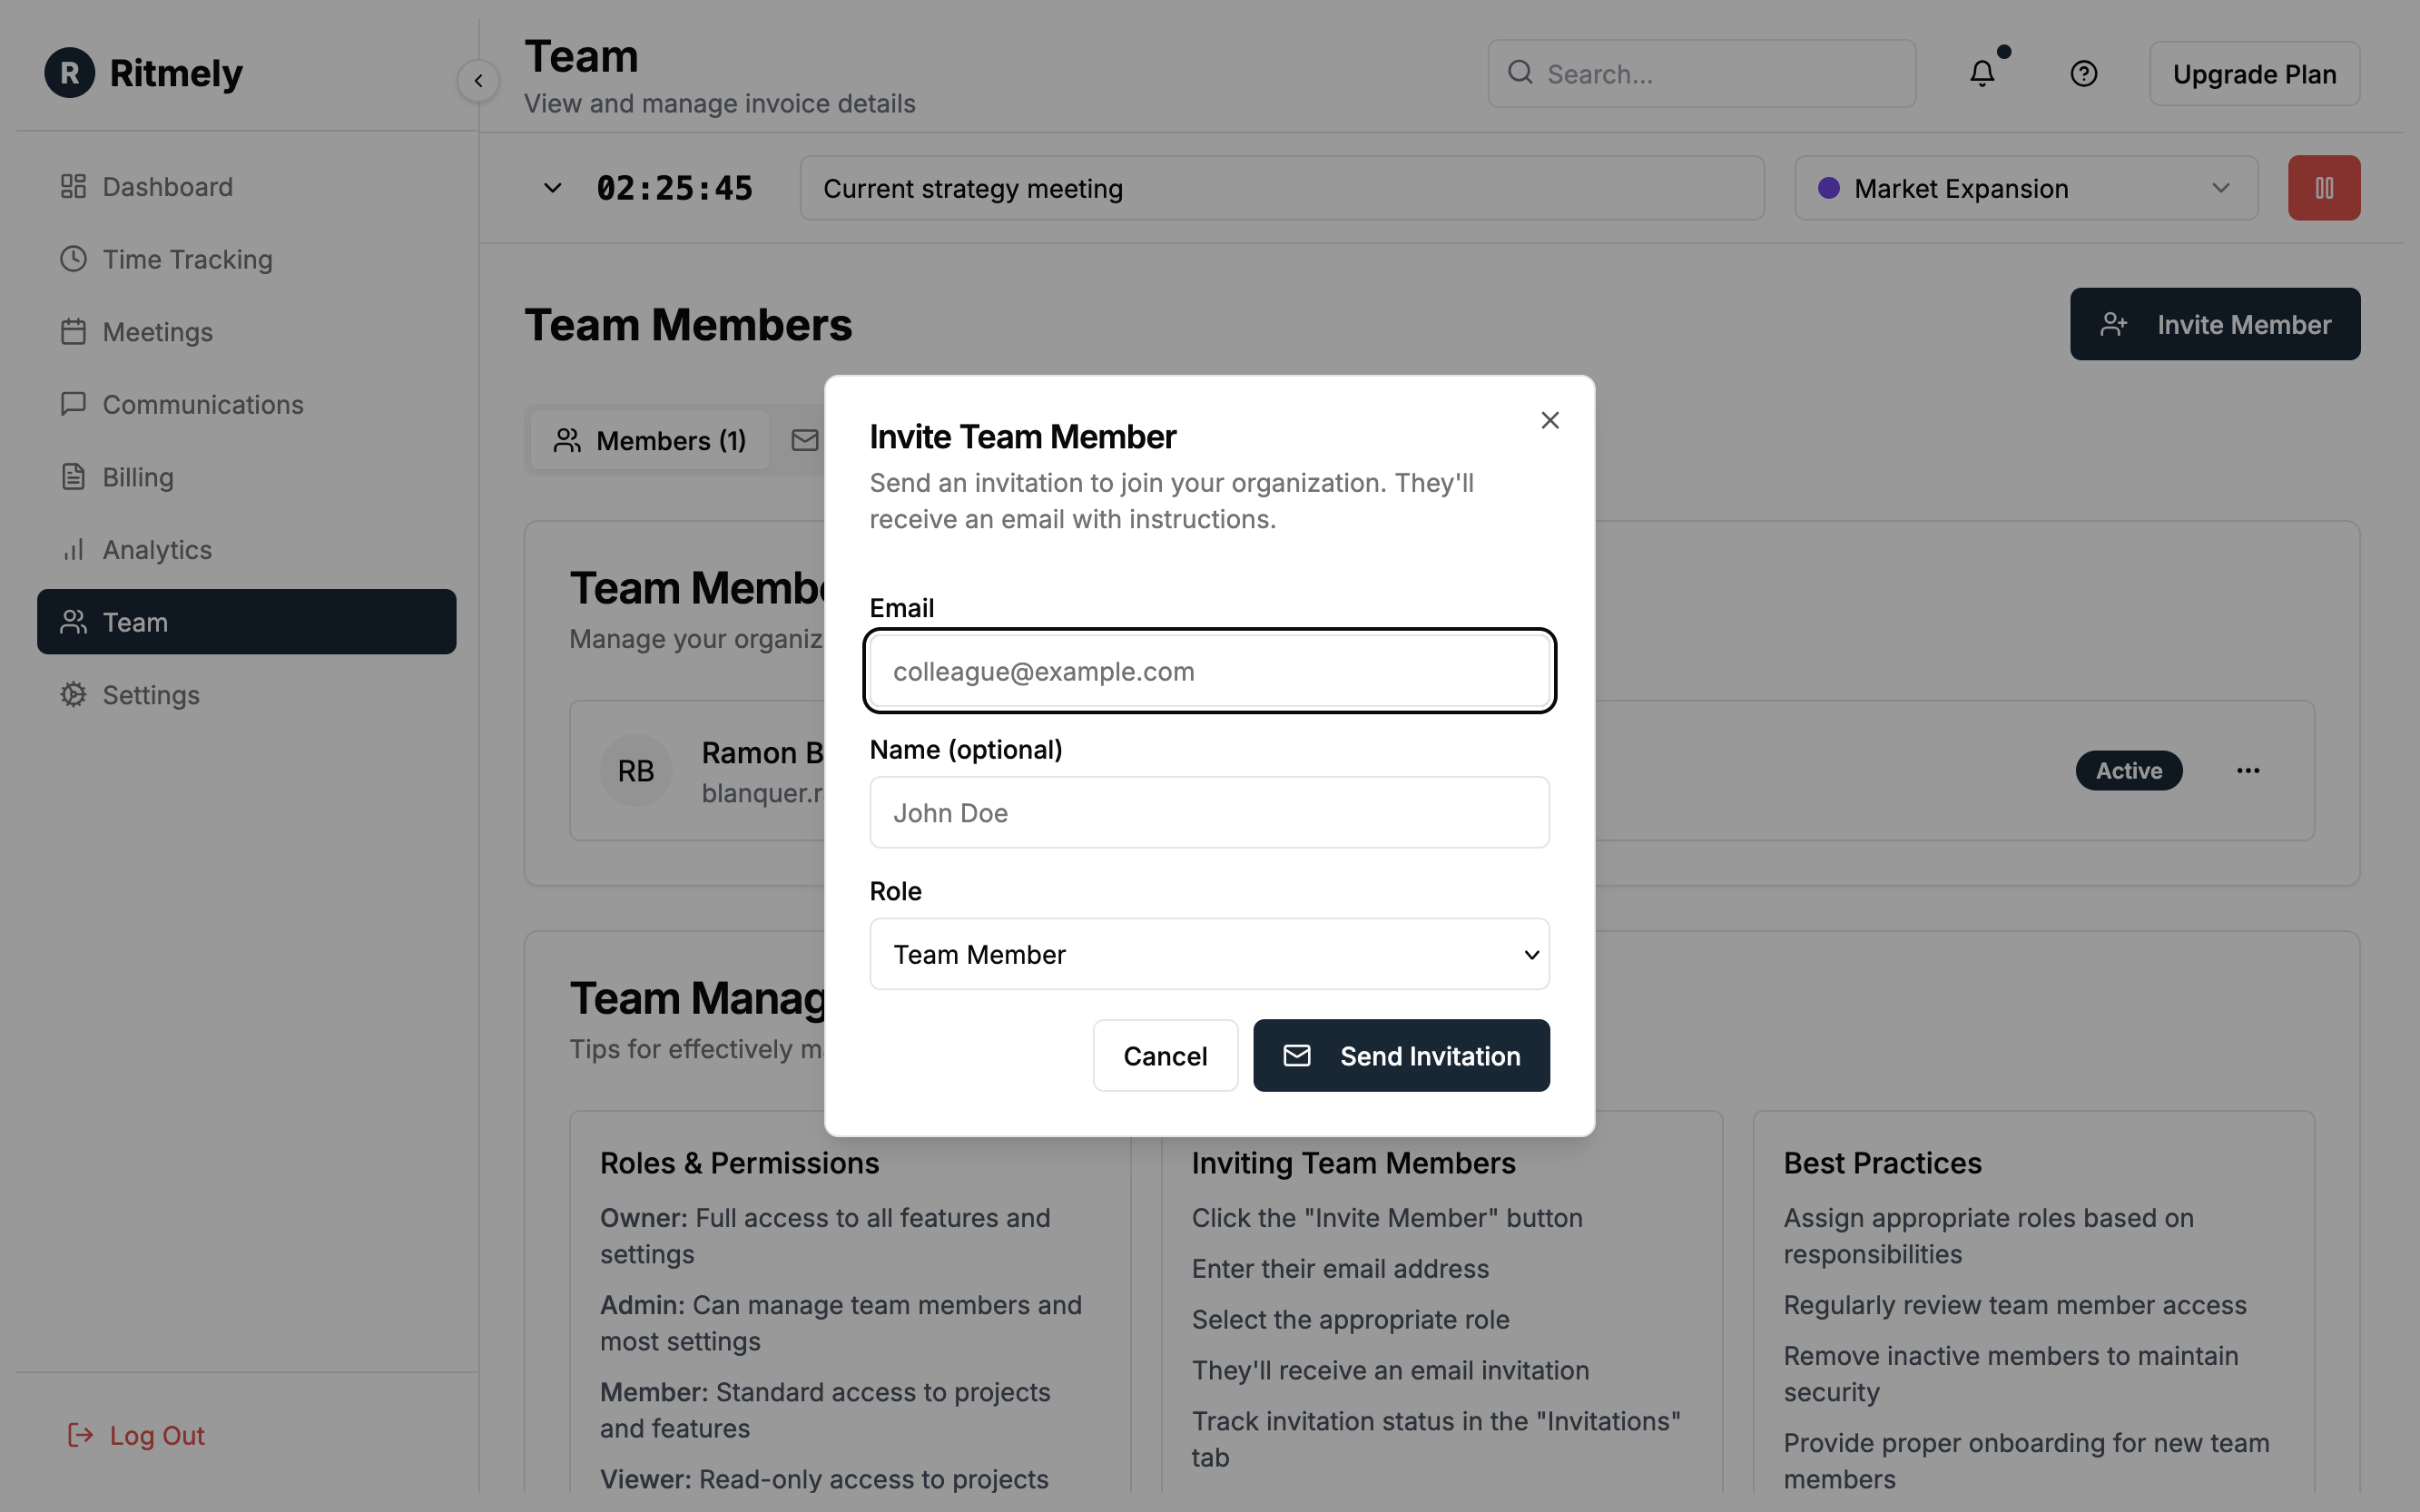 R Ritmely
Dashboard
Time Tracking
Meetings
Communications
Billing
Analytics
Team
Settings
Log Out
Team
View and manage invoice details
Search...
Upgrade Plan
02:25:45
Current strategy meeting
Market Expansion
Team Members
Invite Member
Members (1)
Team Membe
Manage your organiz
RB
Ramon B
blanquer.r
Active
Team Manag
Tips for effectively m
Roles & Permissions
Owner: Full access to all features and
settings
Admin: Can manage team members and
most settings
Member: Standard access to projects
and features
Viewer: Read-only access to projects
Inviting Team Members
Click the "Invite Member" button
Enter their email address
Select the appropriate role
They'll receive an email invitation
Track invitation status in the "Invitations"
tab
Best Practices
Assign appropriate roles based on
responsibilities
Regularly review team member access
Remove inactive members to maintain
security
Provide proper onboarding for new team
members
Invite Team Member
Send an invitation to join your organization. They'll
receive an email with instructions.
Email
colleague@example.com
Name (optional)
John Doe
Role
Team Member
Cancel
Send Invitation